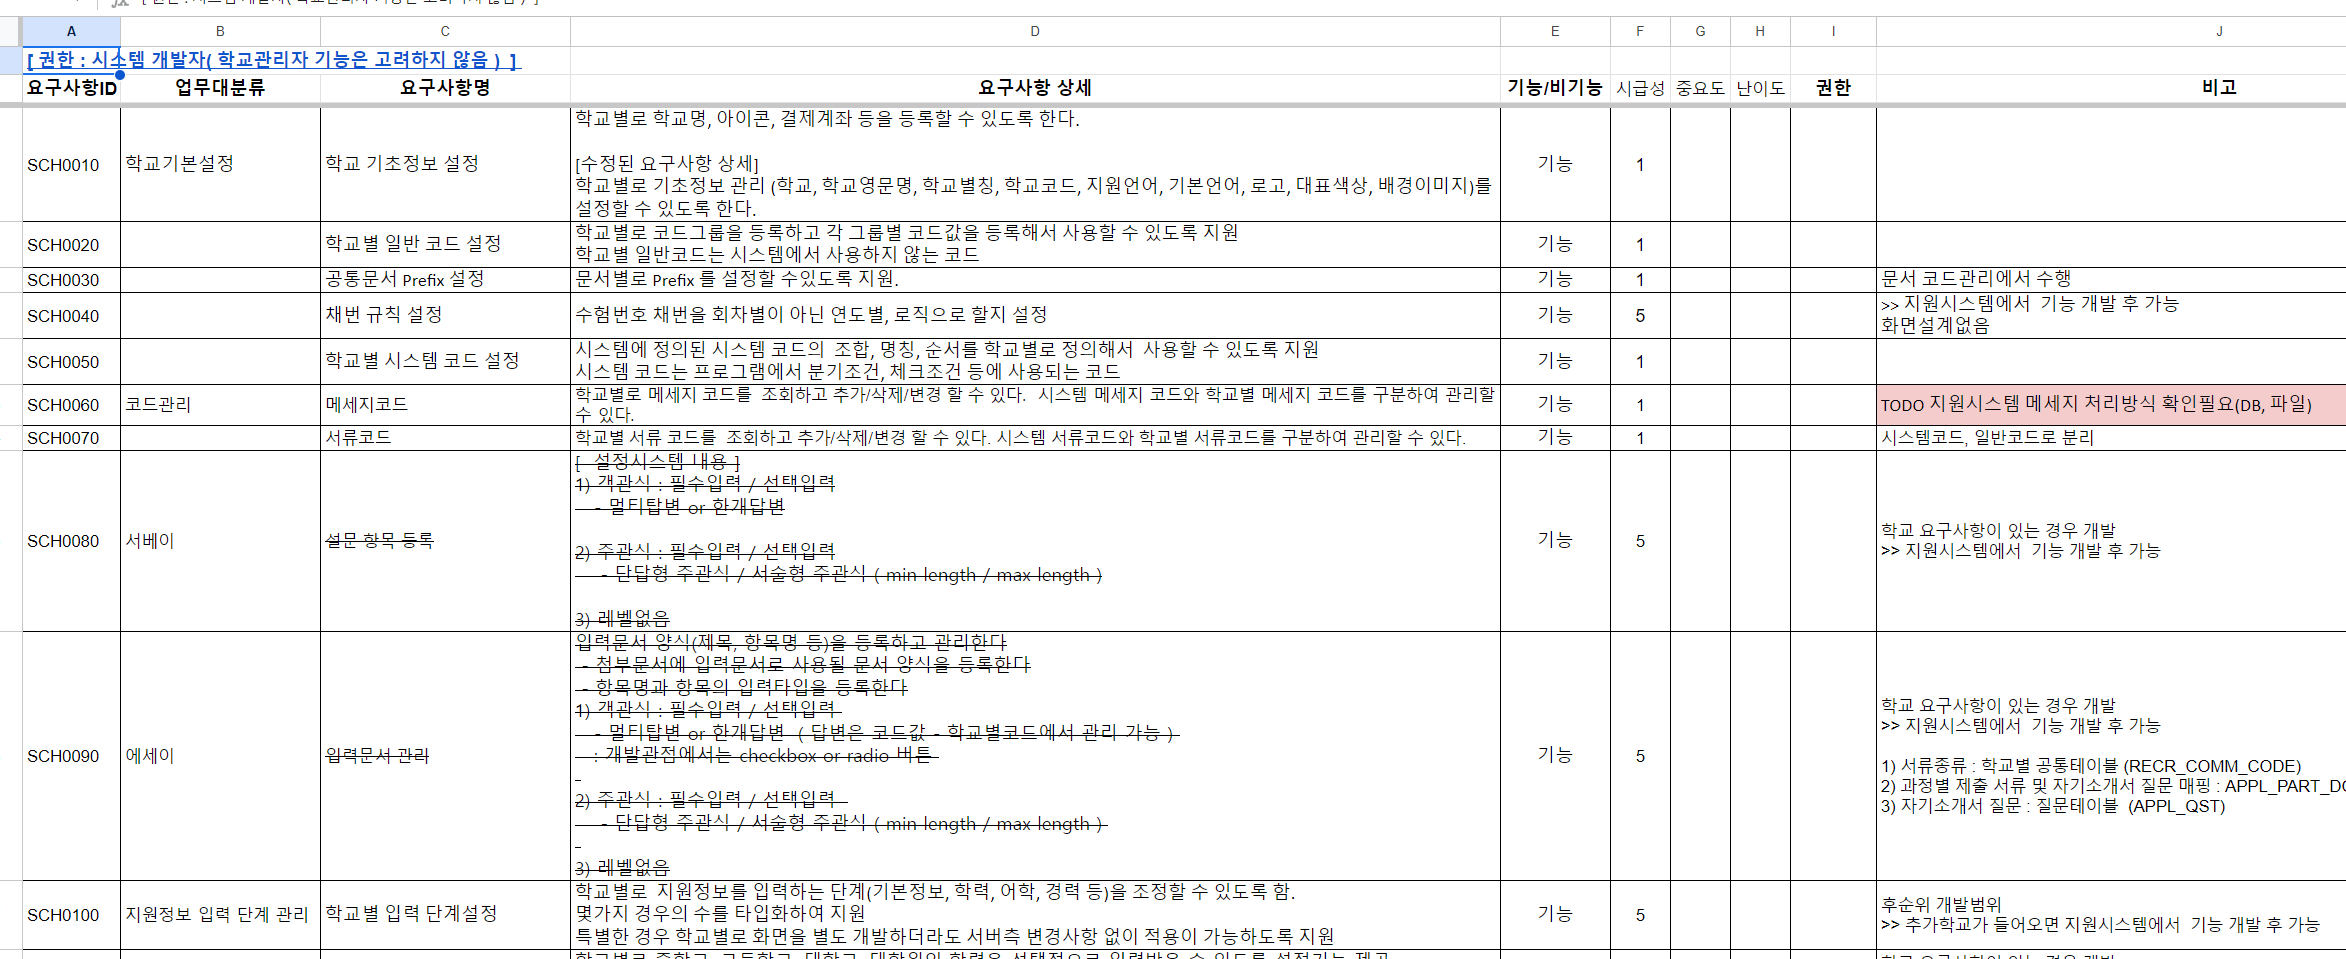 A B C D E F G H I J
[ 권한 : 시스템 개발자( 학교관리자 기능은 고려하지 않음 ) ]
요구사항ID 업무대분류 요구사항명 요구사항 상세 기능/비기능 시급성 중요도 난이도 권한 비고
SCH0010 학교기본설정 학교 기초정보 설정
학교별로 학교명, 아이콘, 결제계좌 등을 등록할 수 있도록 한다.
[수정된 요구사항 상세]
학교별로 기초정보 관리 (학교, 학교영문명, 학교별칭, 학교코드, 지원언어, 기본언어, 로고, 대표색상, 배경이미지)를
설정할 수 있도록 한다.
기능 1
SCH0020 학교별 일반 코드 설정
학교별로 코드그룹을 등록하고 각 그룹별 코드값을 등록해서 사용할 수 있도록 지원
학교별 일반코드는 시스템에서 사용하지 않는 코드
기능 1
SCH0030 공통문서 Prefix 설정 문서별로 Prefix 를 설정할 수있도록 지원. 기능 1 문서 코드관리에서 수행
SCH0040 채번 규칙 설정 수험번호 채번을 회차별이 아닌 연도별, 로직으로 할지 설정 기능 5
>> 지원시스템에서 기능 개발 후 가능
화면설계없음
SCH0050 학교별 시스템 코드 설정
시스템에 정의된 시스템 코드의 조합, 명칭, 순서를 학교별로 정의해서 사용할 수 있도록 지원
시스템 코드는 프로그램에서 분기조건, 체크조건 등에 사용되는 코드
기능 1
SCH0060 코드관리 메세지코드
학교별로 메세지 코드를 조회하고 추가/삭제/변경 할 수 있다. 시스템 메세지 코드와 학교별 메세지 코드를 구분하여 관리할
수 있다.
기능 1 TODO 지원시스템 메세지 처리방식 확인필요(DB, 파일)
SCH0070 서류코드 학교별 서류 코드를 조회하고 추가/삭제/변경 할 수 있다. 시스템 서류코드와 학교별 서류코드를 구분하여 관리할 수 있다. 기능 1 시스템코드, 일반코드로 분리
SCH0080 서베이 설문 항목 등록
[ 설정시스템 내용 ]
1) 객관식 : 필수입력 / 선택입력
- 멀티탑변 or 한개답변
2) 주관식 : 필수입력 / 선택입력
- 단답형 주관식 / 서술형 주관식 ( min length / max length )
3) 레벨없음
기능 5
학교 요구사항이 있는 경우 개발
>> 지원시스템에서 기능 개발 후 가능
SCH0090 에세이 입력문서 관리
입력문서 양식(제목, 항목명 등)을 등록하고 관리한다
- 첨부문서에 입력문서로 사용될 문서 양식을 등록한다
- 항목명과 항목의 입력타입을 등록한다
1) 객관식 : 필수입력 / 선택입력
- 멀티탑변 or 한개답변 ( 답변은 코드값 - 학교별코드에서 관리 가능 )
: 개발관점에서는 checkbox or radio 버튼
2) 주관식 : 필수입력 / 선택입력
- 단답형 주관식 / 서술형 주관식 ( min length / max length )
3) 레벨없음
기능 5
학교 요구사항이 있는 경우 개발
>> 지원시스템에서 기능 개발 후 가능
1) 서류종류 : 학교별 공통테이블 (RECR_COMM_CODE)
2) 과정별 제출 서류 및 자기소개서 질문 매핑 :
3) 자기소개서 질문 : 질문테이블 (APPL_QST)
SCH0100 지원정보 입력 단계 관리 학교별 입력 단계설정
학교별로 지원정보를 입력하는 단계(기본정보, 학력, 어학, 경력 등)을 조정할 수 있도록 함.
몇가지 경우의 수를 타입화하여 지원
특별한 경우 학교별로 화면을 별도 개발하더라도 서버측 변경사항 없이 적용이 가능하도록 지원
기능 5
후순위 개발범위
>> 추가학교가 들어오면 지원시스템에서 기능 개발 후 가능